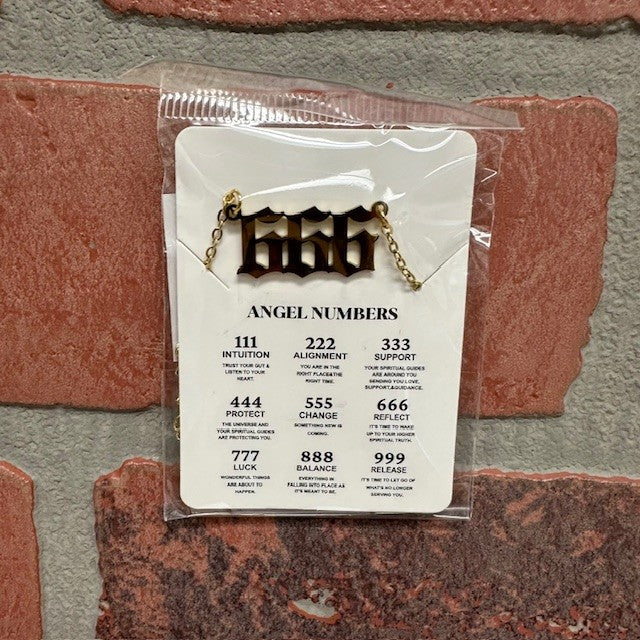 666
ANGEL NUMBERS
111
INTUITION
TRUST YOUR GUT &
LISTEN TO YOUR
HEART.
222
ALIGNMENT
YOU ARE IN THE
RIGHT PLACE&THE
RIGHT TIME.
333
SUPPORT
YOUR SPIRITUAL GUIDES
ARE AROUND YOU
SENDING YOU LOVE,
SUPPORT,&GUIDANCE.
444
PROTECT
THE UNIVERSE AND
YOUR SPIRITUAL GUIDES
ARE PROTECTING YOU.
555
CHANGE
SOMETHING NEW IS
COMING.
666
REFLECT
IT'S TIME TO MAKE
UP TO YOUR HIGHER
SPIRITUAL TRUTH.
777
LUCK
WONDERFUL THINGS
ARE ABOUT TO
HAPPEN.
888
BALANCE
EVERYTHING IN
FALLING INTO PLACE AS
IT'S MEANT TO BE.
999
RELEASE
IT'S TIME TO LET GO OF
WHAT'S NO LONGER
SERVING YOU.